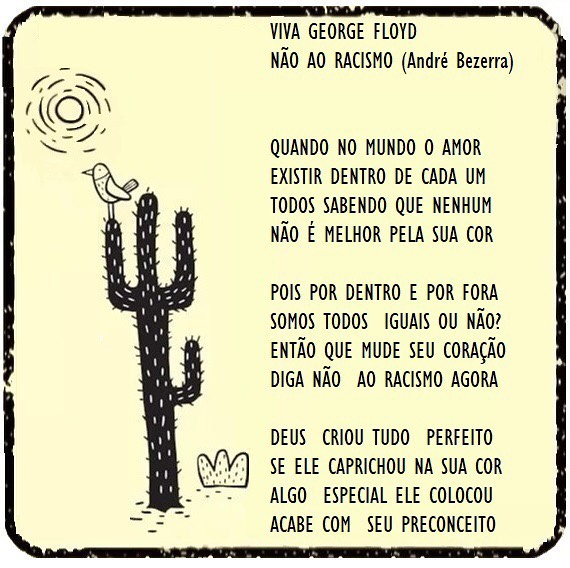 VIVA GEORGE FLOYD
NÃO AO RACISMO (André Bezerra)
QUANDO NO MUNDO O AMOR
EXISTIR DENTRO DE CADA UM
TODOS SABENDO QUE NENHUM
NÃO É MELHOR PELA SUA COR
POIS POR DENTRO E POR FORA
SOMOS TODOS IGUAIS OU NÃO?
ENTÃO QUE MUDE SEU CORAÇÃO
DIGA NÃO AO RACISMO AGORA
DEUS CRIOU TUDO PERFEITO
SE ELE CAPRICHOU NA SUA COR
ALGO ESPECIAL ELE COLOCOU
ACABE COM SEU PRECONCEITO